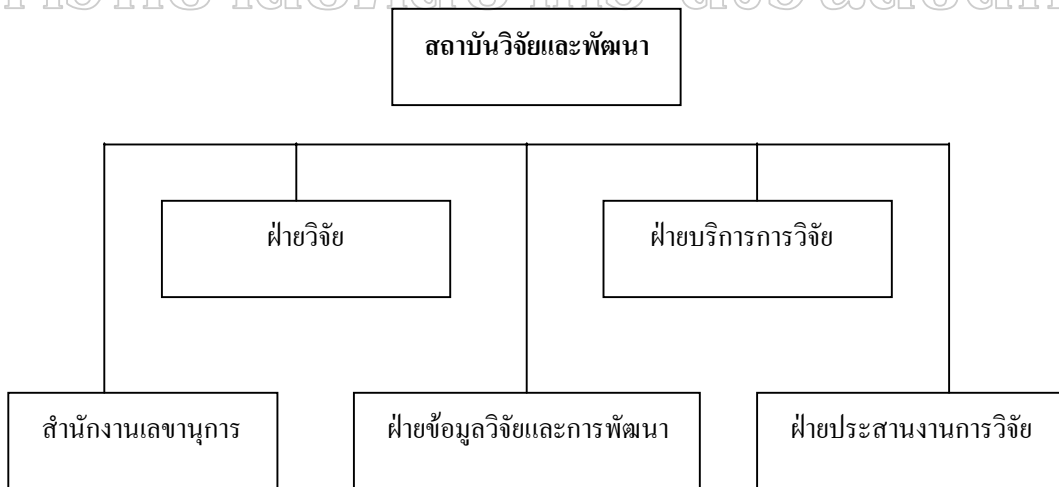 สถาบันวิจัยและพัฒนา
ฝ่ายวิจัย
ฝ่ายบริการการวิจัย
สำนักงานเลขานุการ
ฝ่ายข้อมูลวิจัยและการพัฒนา
ฝ่ายประสานงานการวิจัย